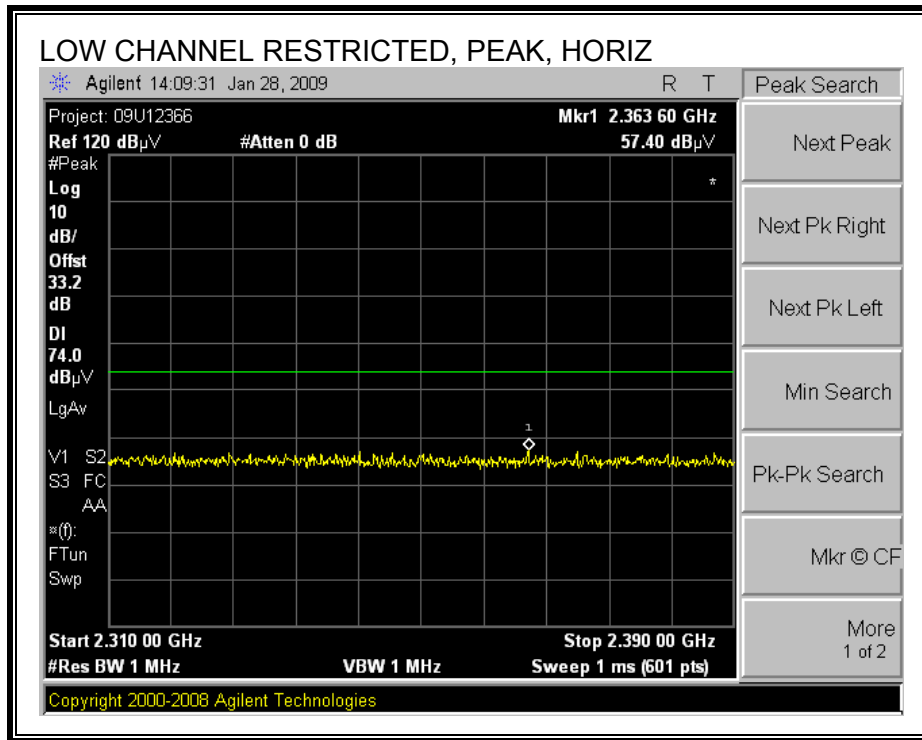 LOW CHANNEL RESTRICTED, PEAK, HORIZ
Agilent 14:09:31 Jan 28, 2009 R T
Peak Search
Project: 09U12366 Mkr1 2.363 60 GHz
Ref 120 dBµV #Atten 0 dB 57.40 dBµV
#Peak
Log
10
dB/
Offst
33.2
dB
DI
74.0
dBµV
LgAv
V1 S2
S3 FC
AA
¤(f):
FTun
Swp
*
1
Start 2.310 00 GHz Stop 2.390 00 GHz
#Res BW 1 MHz VBW 1 MHz Sweep 1 ms (601 pts)
Copyright 2000-2008 Agilent Technologies
Next Peak
Next Pk Right
Next Pk Left
Min Search
Pk-Pk Search
Mkr © CF
More
1 of 2